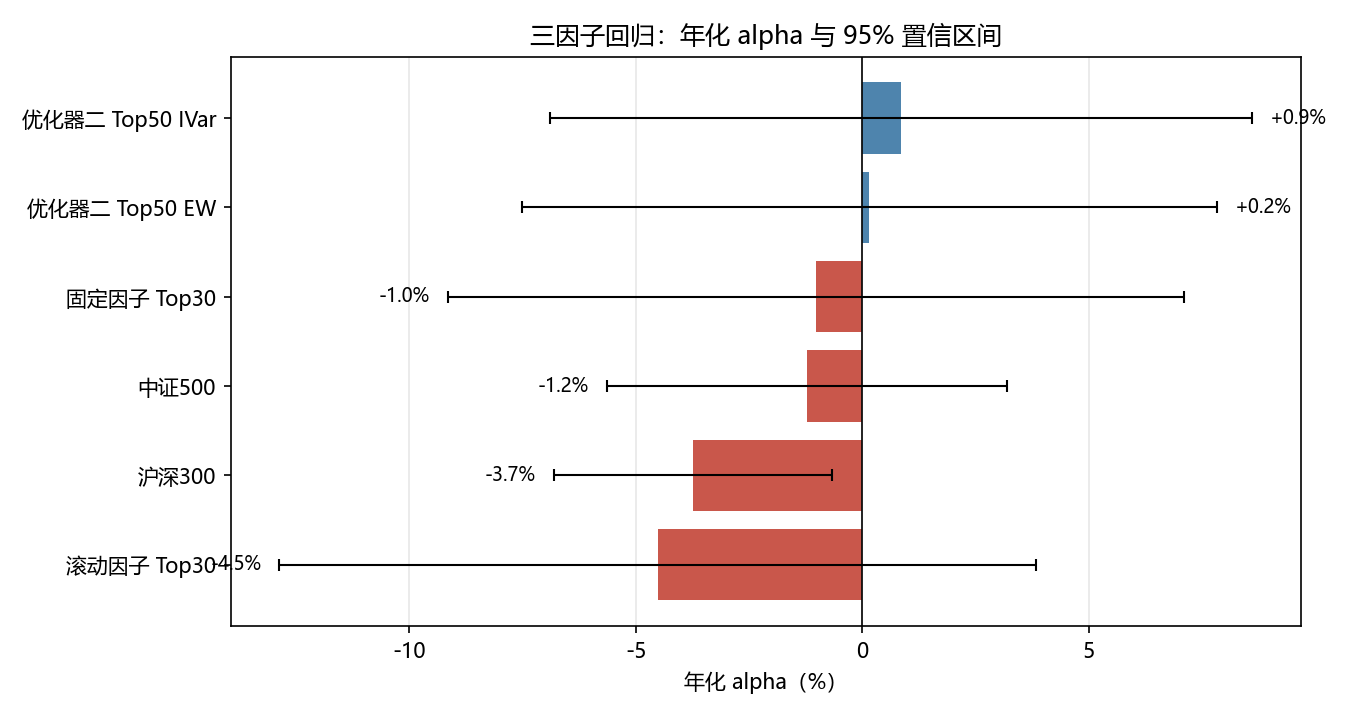 三因子回归：年化 alpha 与 95% 置信区间
优化器二 Top50 IVar
+0.9%
优化器二 Top50 EW
+0.2%
固定因子 Top30
-1.0%
中证500
-1.2%
沪深300
-3.7%
滚动因子 Top30
-4.5%
-10
-5
0
5
年化 alpha（%）